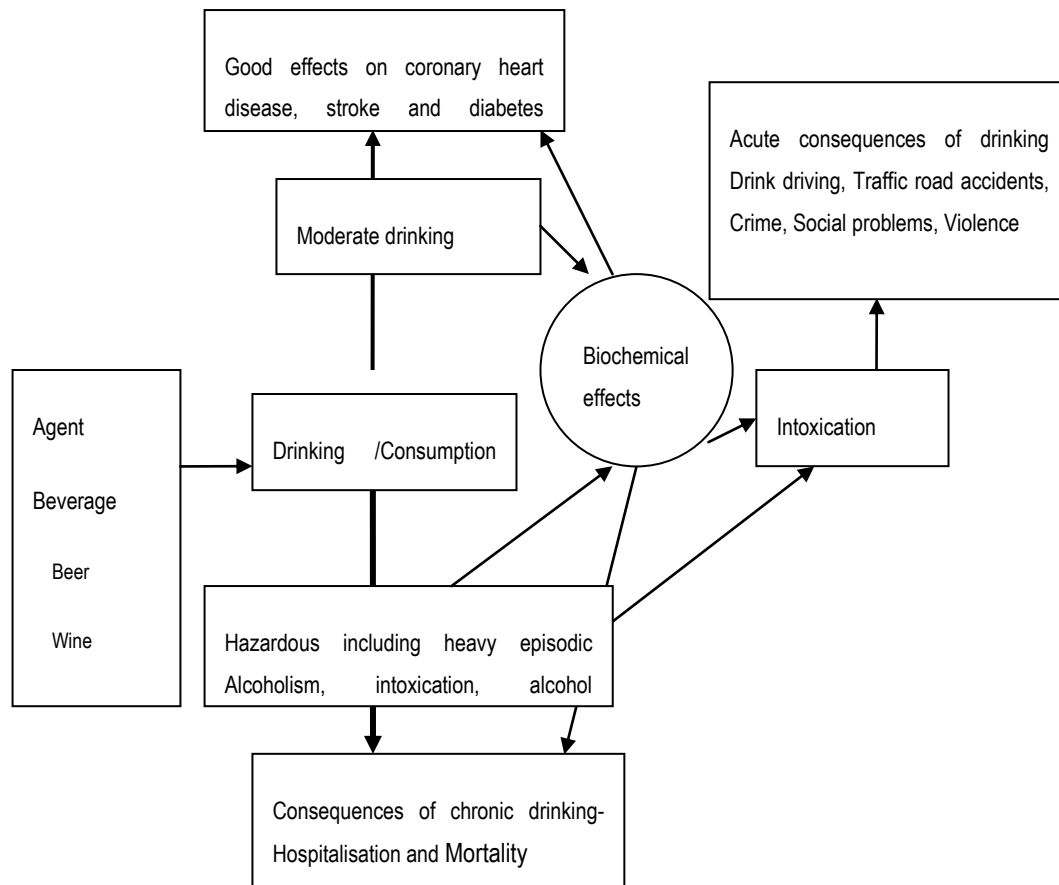 Good effects on coronary heart
disease, stroke and diabetes
Acute consequences of drinking
Drink driving, Traffic road accidents,
Crime, Social problems, Violence
Moderate drinking
Biochemical
effects
Agent
Beverage
Beer
Wine
Drinking /Consumption
Intoxication
Hazardous including heavy episodic
Alcoholism, intoxication, alcohol
Consequences of chronic drinking-
Hospitalisation and Mortality